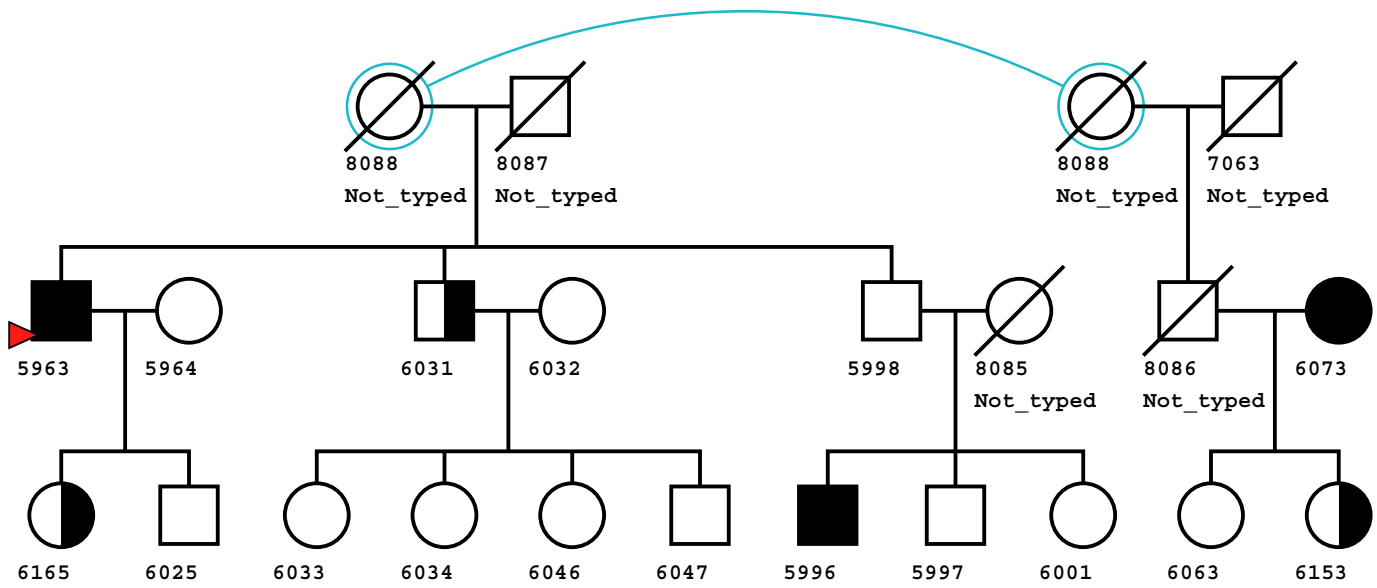 8088 8087 8088 7063
Not_typed Not_typed Not_typed Not_typed
5963 5964 6031 6032 5998 8085 8086 6073
Not_typed Not_typed
6165 6025 6033 6034 6046 6047 5996 5997 6001 6063 6153